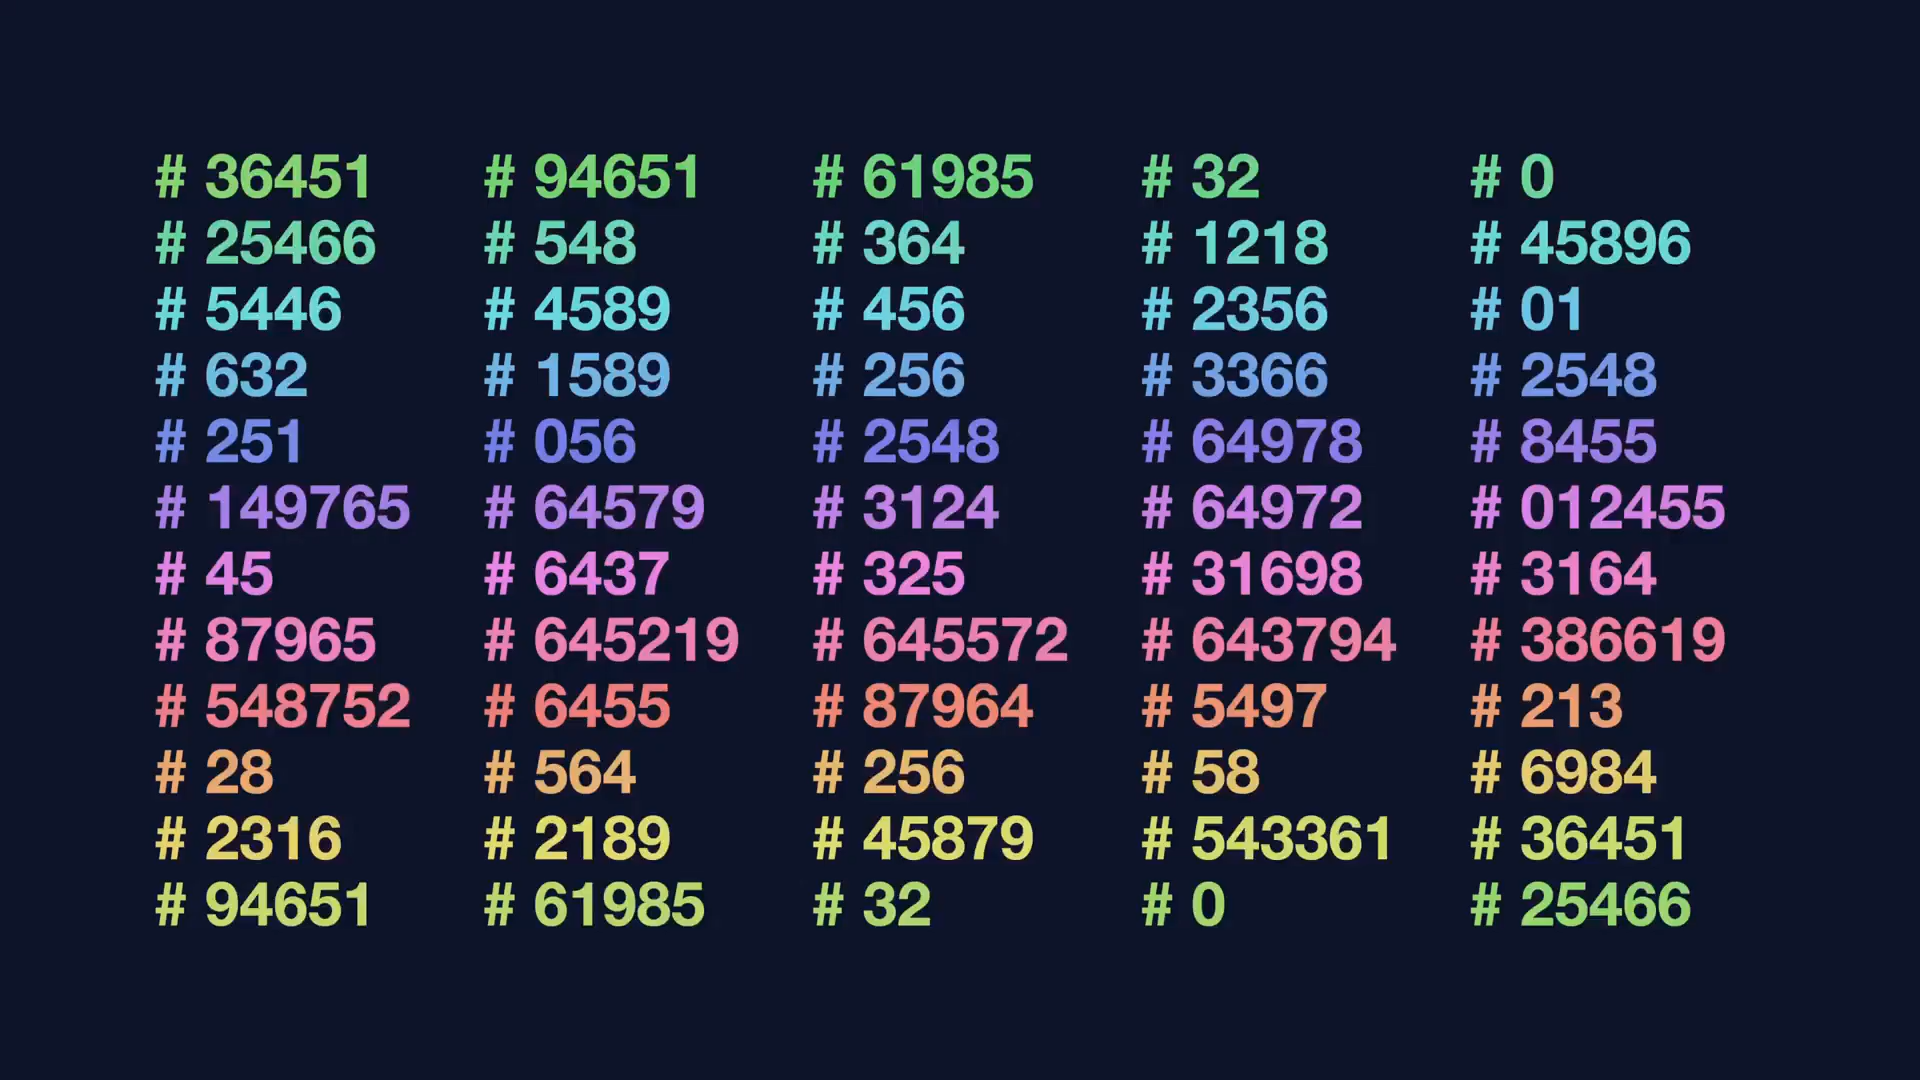 # 36451 # 94651 # 61985 # 32 # 0
# 25466 # 548 # 364 # 1218 # 45896
# 5446 # 4589 # 456 # 2356 # 01
# 632 # 1589 # 256 # 3366 # 2548
# 251 # 056 # 2548 # 64978 # 8455
# 149765 # 64579 # 3124 # 64972 # 012455
# 45 # 6437 # 325 # 31698 # 3164
# 87965 # 645219 # 645572 # 643794 # 386619
# 548752 # 6455 # 87964 # 5497 # 213
# 28 # 564 # 256 # 58 # 6984
# 2316 # 2189 # 45879 # 543361 # 36451
# 94651 # 61985 # 32 # 0 # 25466